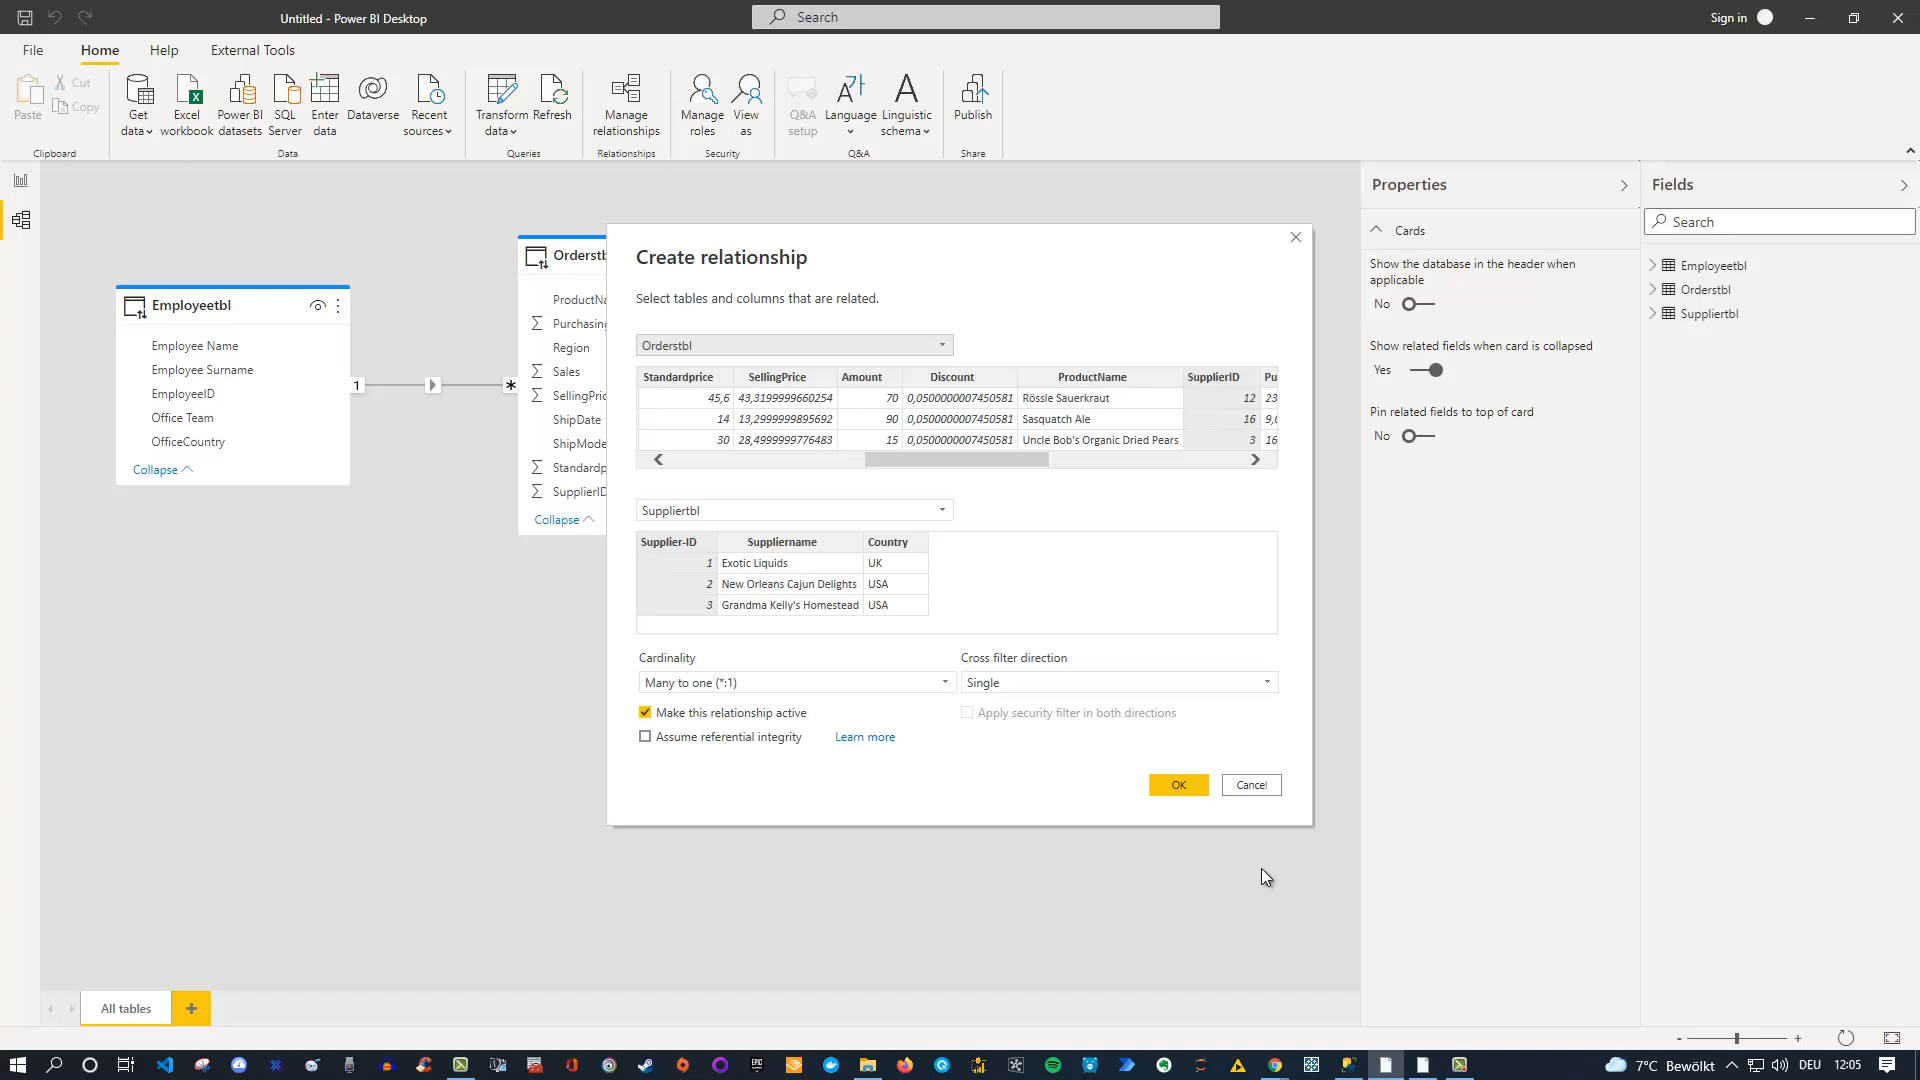 Untitled - Power BI Desktop
Search
Sign in
File
Home
Help
External Tools
Paste
Cut
Copy
Get data
Excel workbook
Power BI datasets
SQL Server
Enter data
Dataverse
Recent sources
Transform data
Refresh
Manage relationships
Manage roles
View as
Q&A setup
Language
Linguistic schema
Publish
Clipboard
Data
Queries
Relationships
Security
Q&A
Share
Employeetbl
Employee Name
Employee Surname
EmployeeID
Office Team
OfficeCountry
Collapse
1
*
Orderstb
ProductNa
Purchasing
Region
Sales
SellingPric
ShipDate
ShipMode
Standardp
SupplierID
Collapse
Create relationship
Select tables and columns that are related.
Orderstbl
Standardprice SellingPrice Amount Discount ProductName SupplierID Pu
45,6 43,3199999660254 70 0,0500000007450581 Rössle Sauerkraut 12 23
14 13,2999999895692 90 0,0500000007450581 Sasquatch Ale 16 9,0
30 28,4999999776483 15 0,0500000007450581 Uncle Bob's Organic Dried Pears 3 16
Suppliertbl
Supplier-ID Suppliername Country
1 Exotic Liquids UK
2 New Orleans Cajun Delights USA
3 Grandma Kelly's Homestead USA
Cardinality
Cross filter direction
Many to one (*:1)
Single
Make this relationship active
Apply security filter in both directions
Assume referential integrity
Learn more
OK
Cancel
Properties
Cards
Show the database in the header when
applicable
No
Show related fields when card is collapsed
Yes
Pin related fields to top of card
No
Fields
Search
Employeetbl
Orderstbl
Suppliertbl
All tables
+
- +
EPIC
7°C Bewölkt
DEU
12:05